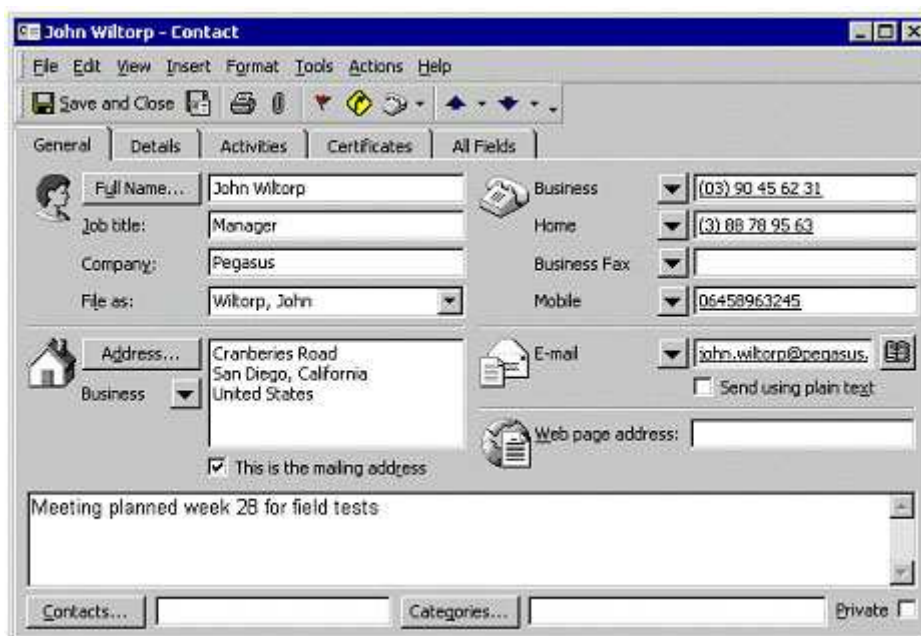 John Wiltorp - Contact
File Edit View Insert Format Tools Actions Help
Save and Close
General Details Activities Certificates All Fields
Full Name... John Wiltorp
Job title: Manager
Company: Pegasus
File as: Wiltorp, John
Business (03) 90 45 62 31
Home (3) 88 78 95 63
Business Fax
Mobile 06458963245
Address... Cranberies Road
San Diego, California
Business United States
This is the mailing address
E-mail john.wiltorp@pegasus.
Send using plain text
Web page address:
Meeting planned week 28 for field tests
Contacts... Categories... Private